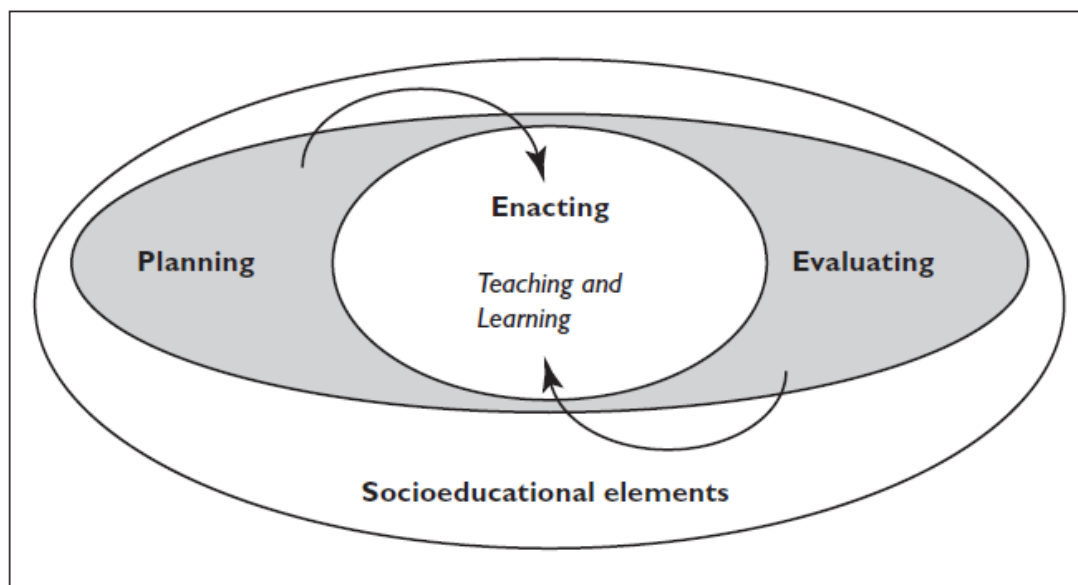 Enacting
Planning
Evaluating
Teaching and
Learning
Socioeducational elements